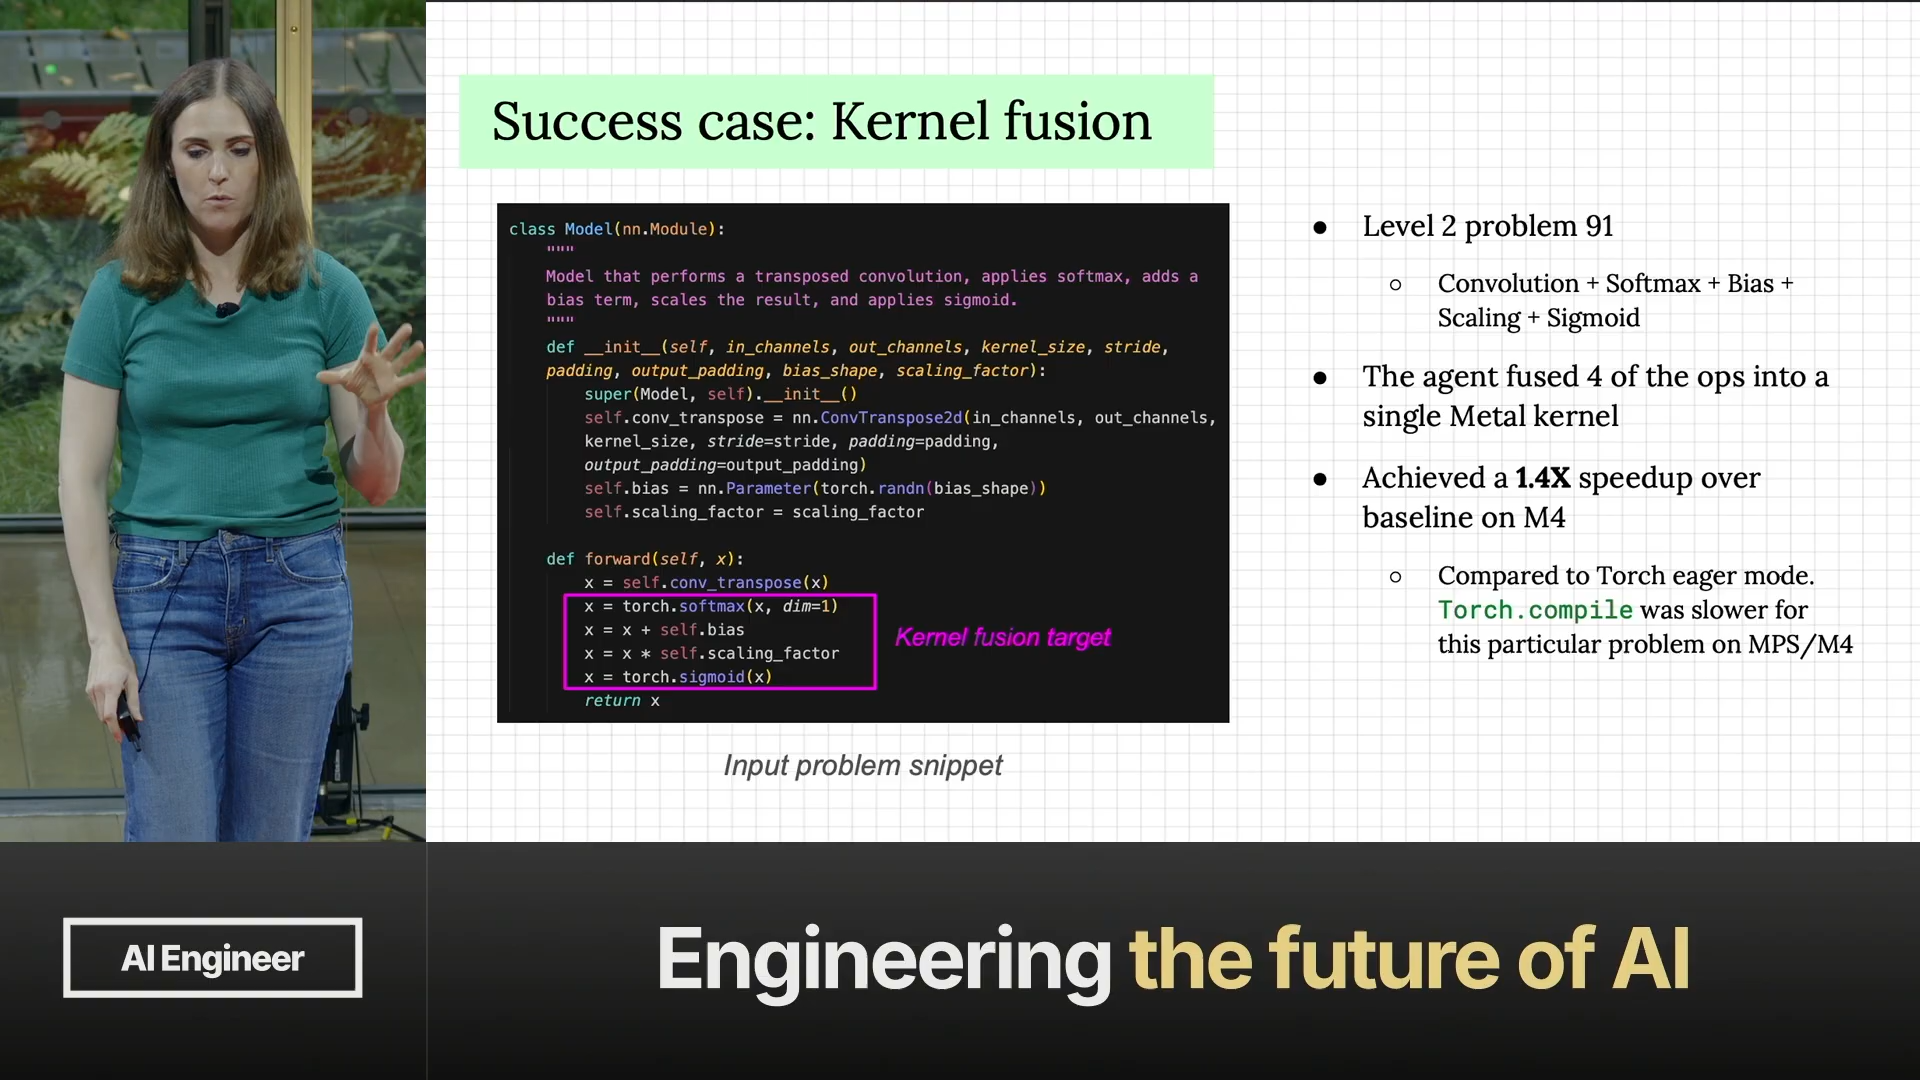 Success case: Kernel fusion
class Model(nn.Module):
"""
Model that performs a transposed convolution, applies softmax, adds a
bias term, scales the result, and applies sigmoid.
"""
def __init__(self, in_channels, out_channels, kernel_size, stride,
padding, output_padding, bias_shape, scaling_factor):
super(Model, self).__init__()
self.conv_transpose = nn.ConvTranspose2d(in_channels, out_channels,
kernel_size, stride=stride, padding=padding,
output_padding=output_padding)
self.bias = nn.Parameter(torch.randn(bias_shape))
self.scaling_factor = scaling_factor
def forward(self, x):
x = self.conv_transpose(x)
x = torch.softmax(x, dim=1)
x = x + self.bias
x = x * self.scaling_factor
x = torch.sigmoid(x)
return x
Kernel fusion target
Input problem snippet
● Level 2 problem 91
○ Convolution + Softmax + Bias +
Scaling + Sigmoid
● The agent fused 4 of the ops into a
single Metal kernel
● Achieved a 1.4X speedup over
baseline on M4
○ Compared to Torch eager mode.
Torch.compile was slower for
this particular problem on MPS/M4
AI Engineer
Engineering the future of AI